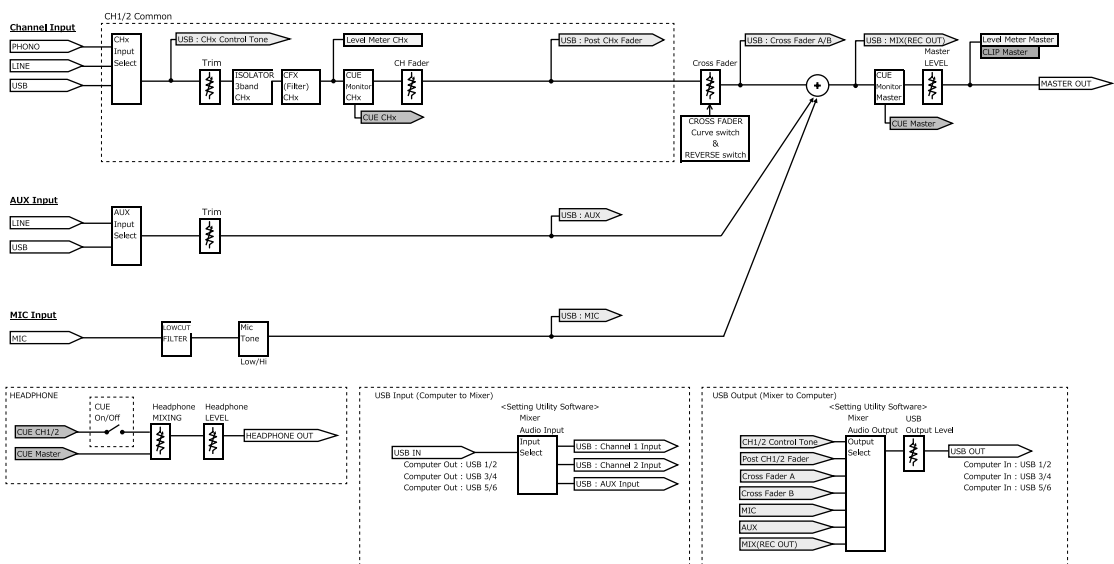 CH1/2 Common
Channel Input
PHONO
LINE
USB
CHx
Input
Select
USB : CHx Control Tone
Trim
ISOLATOR
3band
CHx
CFX
(Filter)
CHx
Level Meter CHx
CUE
Monitor
CHx
CUE CHx
CH Fader
USB : Post CHx Fader
Cross Fader
CROSS FADER
Curve switch
&
REVERSE switch
USB : Cross Fader A/B
+
USB : MIX(REC OUT)
CUE
Monitor
Master
CUE Master
Master
LEVEL
Level Meter Master
CLIP Master
MASTER OUT
AUX Input
LINE
USB
AUX
Input
Select
Trim
USB : AUX
MIC Input
MIC
LOWCUT
FILTER
Mic
Tone
Low/Hi
USB : MIC
HEADPHONE
CUE
On/Off
CUE CH1/2
CUE Master
Headphone
MIXING
Headphone
LEVEL
HEADPHONE OUT
USB Input (Computer to Mixer)
<Setting Utility Software>
Mixer
Audio Input
Input
Select
USB IN
Computer Out : USB 1/2
Computer Out : USB 3/4
Computer Out : USB 5/6
USB : Channel 1 Input
USB : Channel 2 Input
USB : AUX Input
USB Output (Mixer to Computer)
<Setting Utility Software>
Mixer
Audio Output
Output
Select
USB
Output Level
CH1/2 Control Tone
Post CH1/2 Fader
Cross Fader A
Cross Fader B
MIC
AUX
MIX(REC OUT)
USB OUT
Computer In : USB 1/2
Computer In : USB 3/4
Computer In : USB 5/6